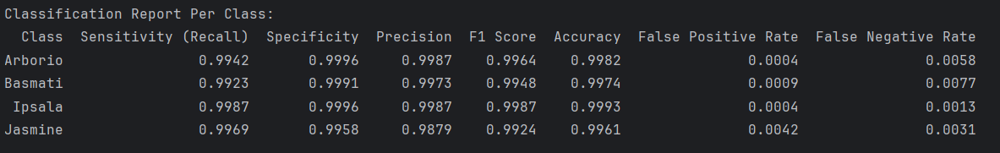 Classification Report Per Class:
Class Sensitivity (Recall) Specificity Precision F1 Score Accuracy False Positive Rate False Negative Rate
Arborio 0.9942 0.9996 0.9987 0.9964 0.9982 0.0004 0.0058
Basmati 0.9923 0.9991 0.9973 0.9948 0.9974 0.0009 0.0077
Ipsala 0.9987 0.9996 0.9987 0.9987 0.9993 0.0004 0.0013
Jasmine 0.9969 0.9958 0.9879 0.9924 0.9961 0.0042 0.0031